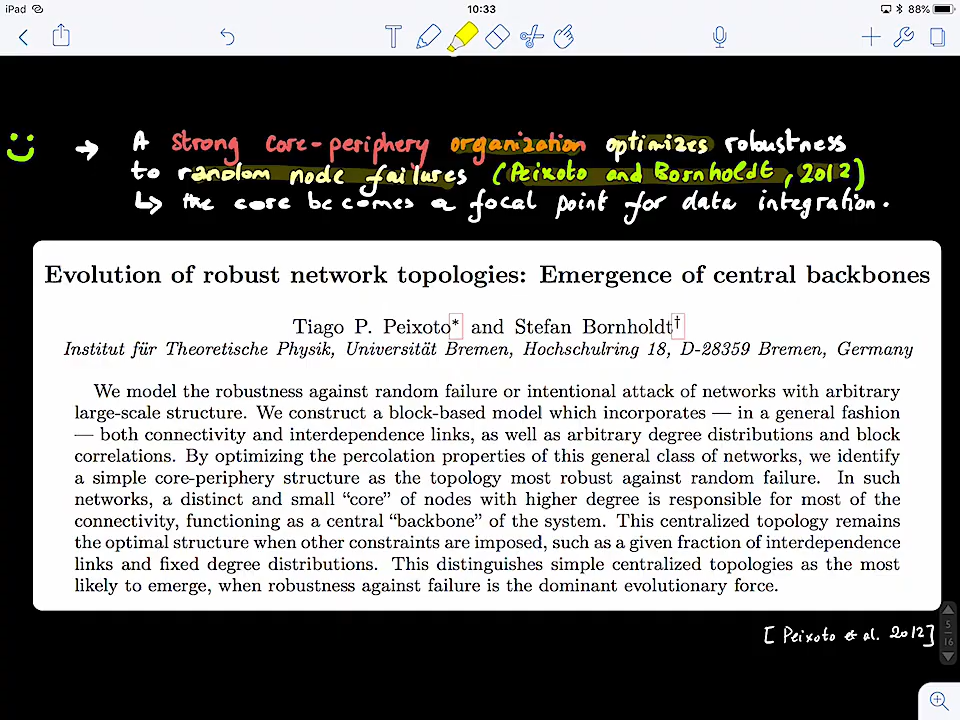 iPad
10:33
88%
T
→ A strong core-periphery organization optimizes robustness
to random node failures (Peixoto and Bornholdt, 2012)
↳ the core becomes a focal point for data integration.
Evolution of robust network topologies: Emergence of central backbones
Tiago P. Peixoto* and Stefan Bornholdt†
Institut für Theoretische Physik, Universität Bremen, Hochschulring 18, D-28359 Bremen, Germany
We model the robustness against random failure or intentional attack of networks with arbitrary
large-scale structure. We construct a block-based model which incorporates — in a general fashion
— both connectivity and interdependence links, as well as arbitrary degree distributions and block
correlations. By optimizing the percolation properties of this general class of networks, we identify
a simple core-periphery structure as the topology most robust against random failure. In such
networks, a distinct and small “core” of nodes with higher degree is responsible for most of the
connectivity, functioning as a central “backbone” of the system. This centralized topology remains
the optimal structure when other constraints are imposed, such as a given fraction of interdependence
links and fixed degree distributions. This distinguishes simple centralized topologies as the most
likely to emerge, when robustness against failure is the dominant evolutionary force.
5
16
[Peixoto et al. 2012]